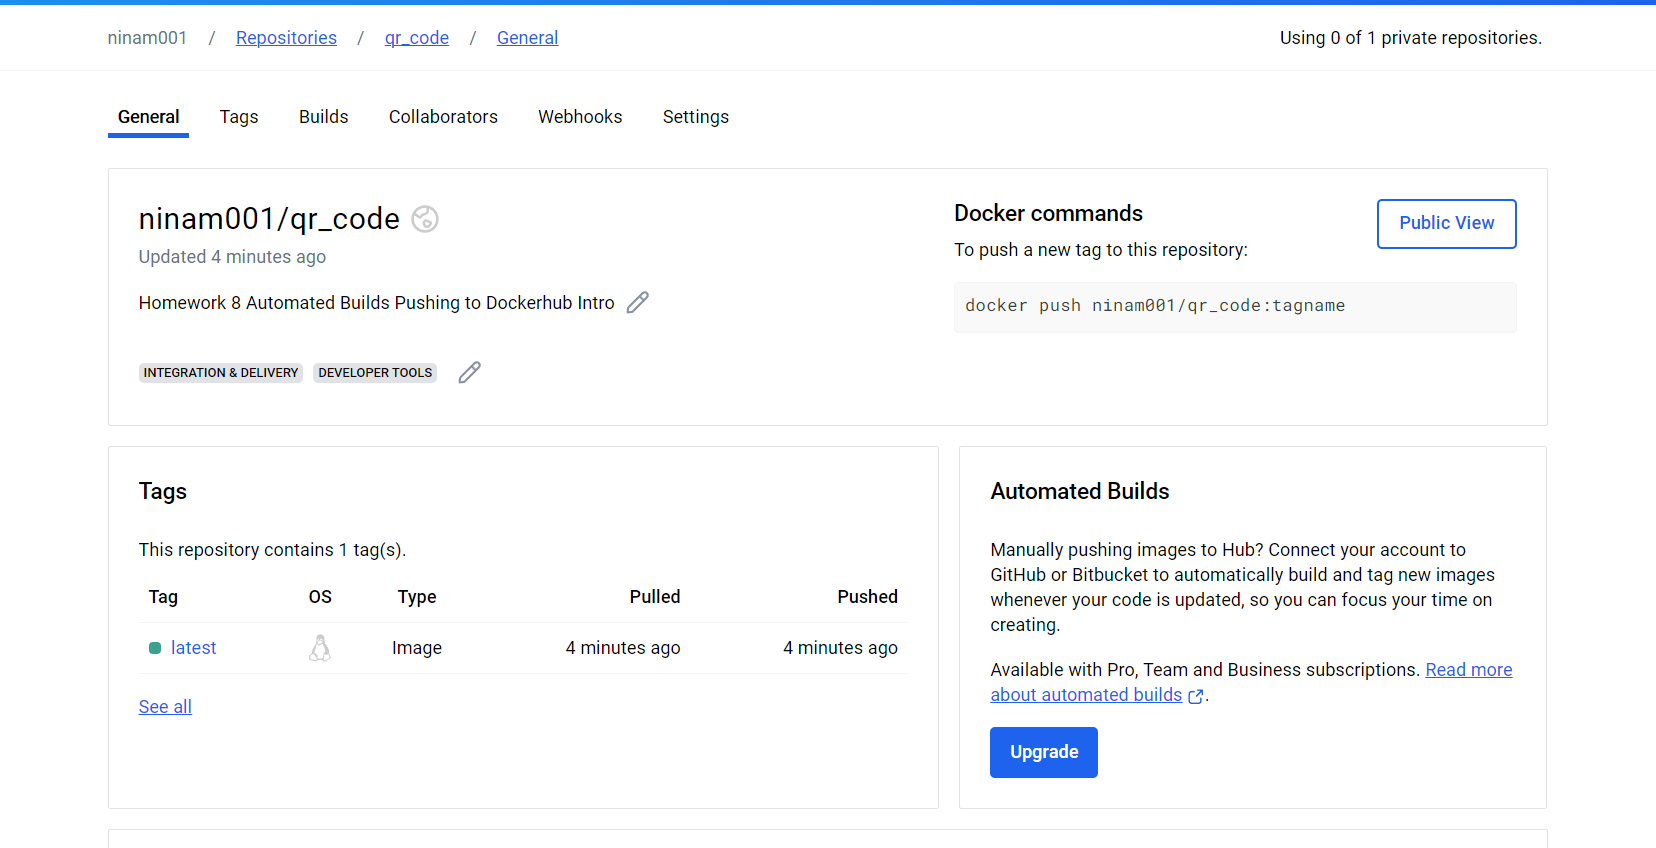 ninam001 / Repositories / qr_code / General
Using 0 of 1 private repositories.
General Tags Builds Collaborators Webhooks Settings
ninam001/qr_code
Updated 4 minutes ago
Homework 8 Automated Builds Pushing to Dockerhub Intro
INTEGRATION & DELIVERY DEVELOPER TOOLS
Docker commands
Public View
To push a new tag to this repository:
docker push ninam001/qr_code:tagname
Tags
This repository contains 1 tag(s).
Tag OS Type Pulled Pushed
latest Image 4 minutes ago 4 minutes ago
See all
Automated Builds
Manually pushing images to Hub? Connect your account to
GitHub or Bitbucket to automatically build and tag new images
whenever your code is updated, so you can focus your time on
creating.
Available with Pro, Team and Business subscriptions. Read more
about automated builds .
Upgrade